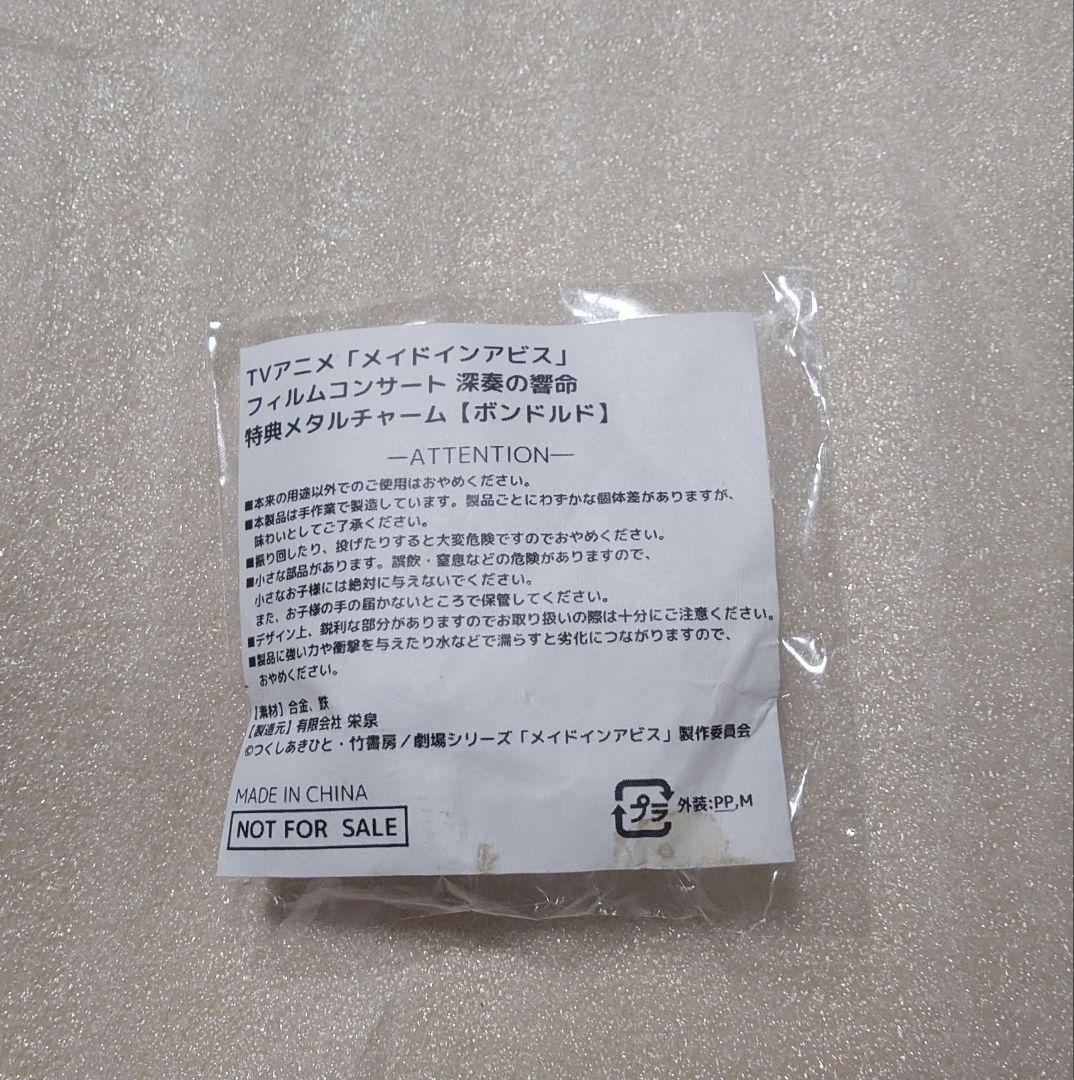 TVアニメ「メイドインアビス」
フィルムコンサート 深奏の響命
特典メタルチャーム【ボンドルド】
—ATTENTION—
■本来の用途以外でのご使用はおやめください。
■本製品は手作業で製造しています。製品ごとにわずかな個体差がありますが、
味わいとしてご了承ください。
■振り回したり、投げたりすると大変危険ですのでおやめください。
■小さな部品があります。誤飲・窒息などの危険がありますので、
小さなお子様には絶対に与えないでください。
また、お子様の手の届かないところで保管してください。
■デザイン上、鋭利な部分がありますのでお取り扱いの際は十分にご注意ください。
■製品に強い力や衝撃を与えたり水などで濡らすと劣化につながりますので、
おやめください。
【素材】合金、鉄
【製造元】有限会社 栄泉
©つくしあきひと・竹書房/劇場シリーズ「メイドインアビス」製作委員会
MADE IN CHINA
NOT FOR SALE
プラ 外装:PP,M